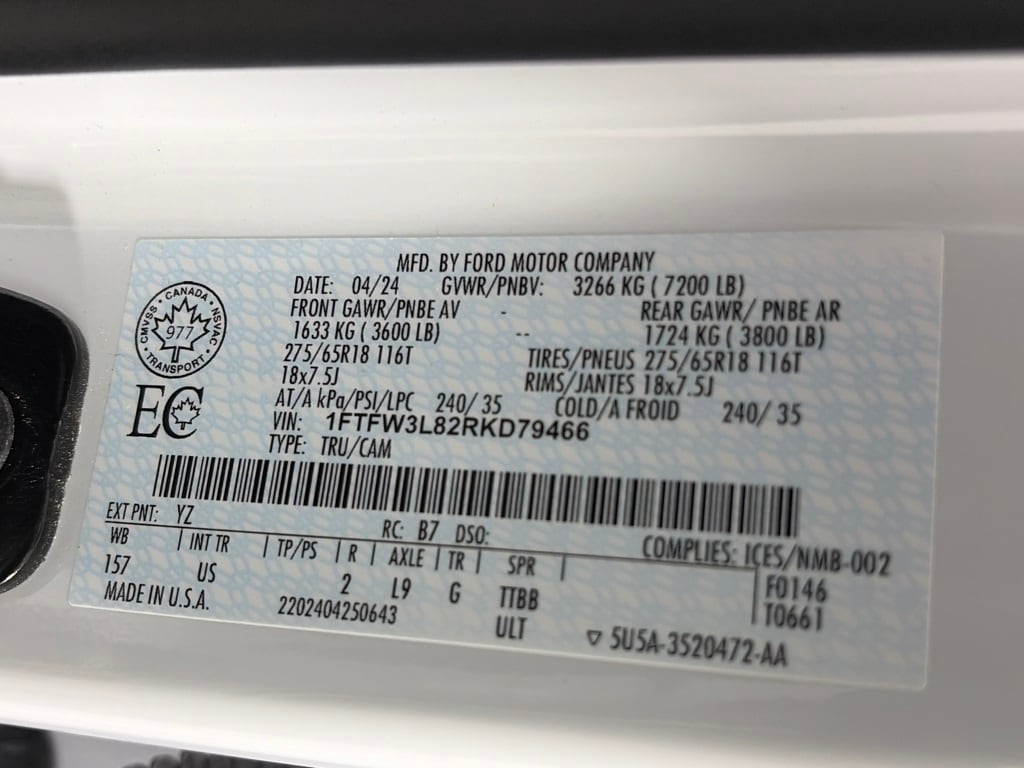 MFD. BY FORD MOTOR COMPANY
DATE: 04/24 GVWR/PNBV: 3266 KG ( 7200 LB)
FRONT GAWR/PNBE AV - REAR GAWR/ PNBE AR
1633 KG ( 3600 LB) -- 1724 KG ( 3800 LB)
275/65R18 116T TIRES/PNEUS 275/65R18 116T
18x7.5J RIMS/JANTES 18x7.5J
AT/A kPa/PSI/LPC 240/ 35 COLD/A FROID 240/ 35
VIN: 1FTFW3L82RKD79466
TYPE: TRU/CAM
CANADA
CMVSS 977 NSVAC
TRANSPORT
EC
EXT PNT: YZ RC: B7 DSO: COMPLIES: ICES/NMB-002
WB | INT TR | TP/PS | R | AXLE | TR | SPR | F0146
157 US 2 L9 G TTBB T0661
MADE IN U.S.A. 2202404250643 ULT ▽ 5U5A-3520472-AA